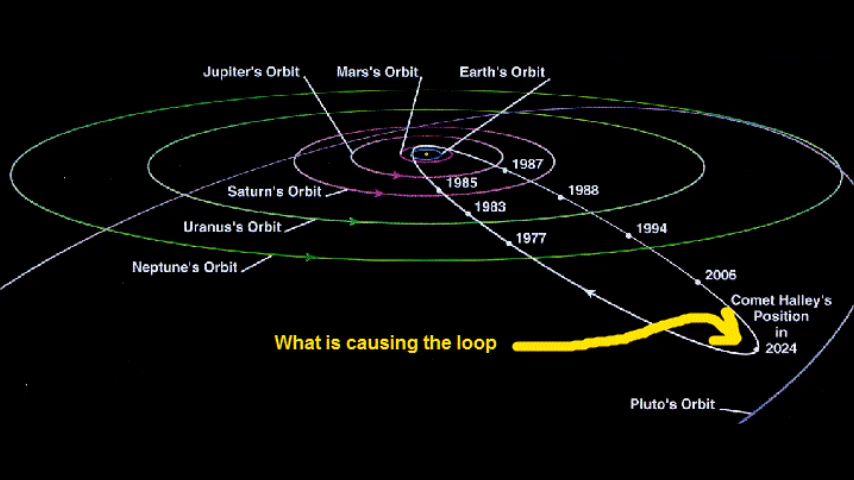 Jupiter's Orbit
Mars's Orbit
Earth's Orbit
1987
1985
Saturn's Orbit
1988
1983
Uranus's Orbit
1994
1977
Neptune's Orbit
2005
Comet Halley's
Position
in
2024
What is causing the loop
Pluto's Orbit